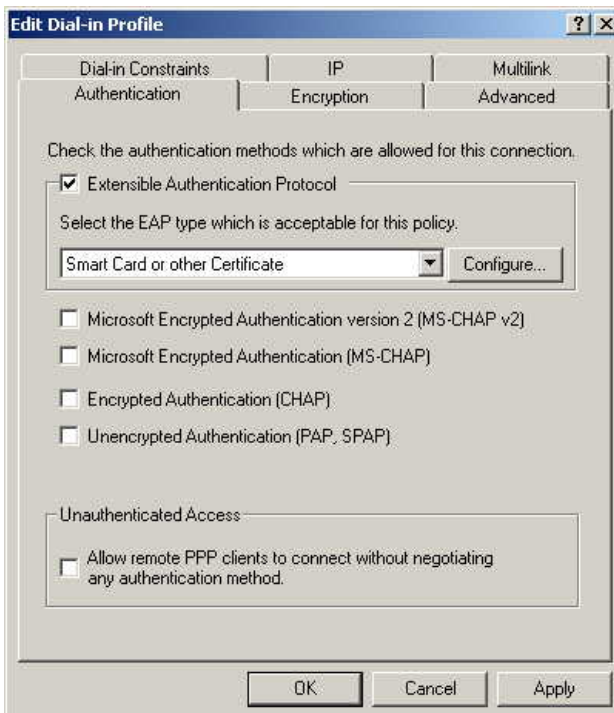 Edit Dial-in Profile
Dial-in Constraints IP Multilink
Authentication Encryption Advanced
Check the authentication methods which are allowed for this connection.
Extensible Authentication Protocol
Select the EAP type which is acceptable for this policy.
Smart Card or other Certificate Configure...
Microsoft Encrypted Authentication version 2 (MS-CHAP v2)
Microsoft Encrypted Authentication (MS-CHAP)
Encrypted Authentication (CHAP)
Unencrypted Authentication (PAP, SPAP)
Unauthenticated Access
Allow remote PPP clients to connect without negotiating
any authentication method.
OK Cancel Apply